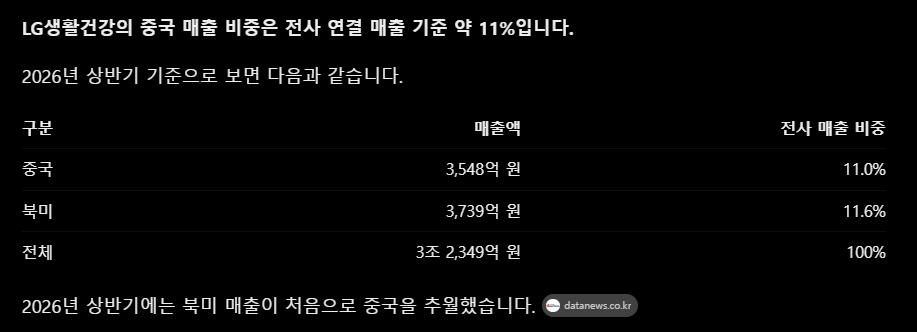 LG생활건강의 중국 매출 비중은 전사 연결 매출 기준 약 11%입니다.
2026년 상반기 기준으로 보면 다음과 같습니다.
구분 매출액 전사 매출 비중
중국 3,548억 원 11.0%
북미 3,739억 원 11.6%
전체 3조 2,349억 원 100%
2026년 상반기에는 북미 매출이 처음으로 중국을 추월했습니다. datanews.co.kr